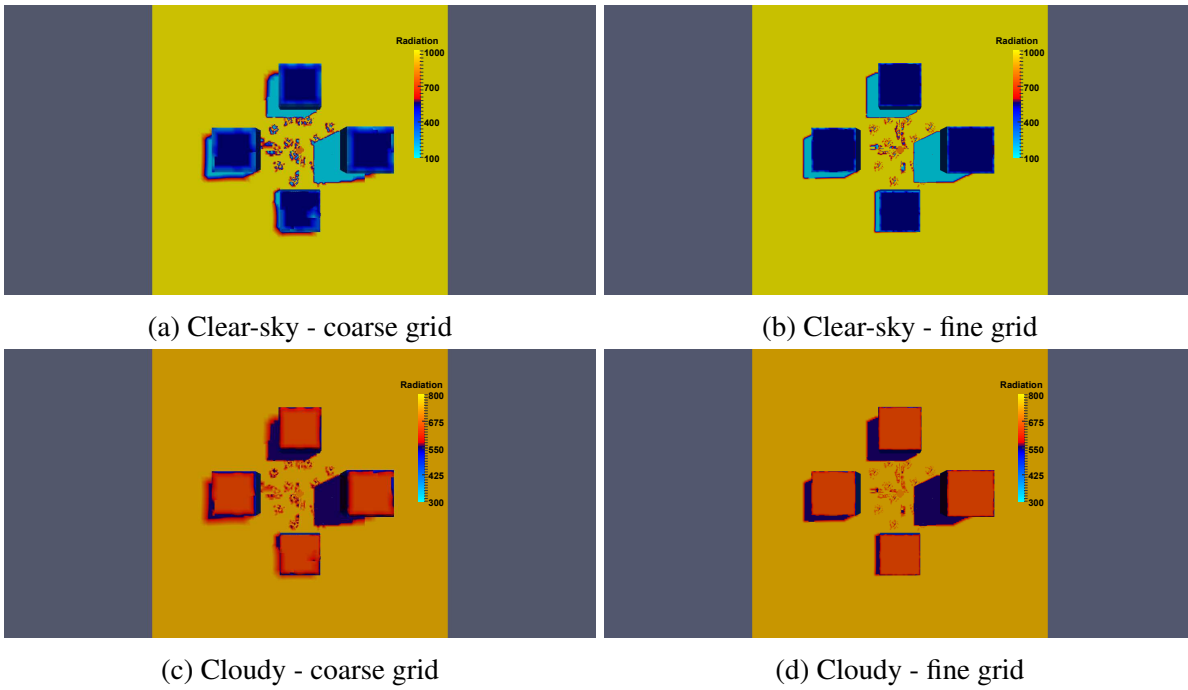 Radiation
1000
700
400
100
Radiation
1000
700
400
100
(a) Clear-sky - coarse grid
(b) Clear-sky - fine grid
Radiation
800
675
550
425
300
Radiation
800
675
550
425
300
(c) Cloudy - coarse grid
(d) Cloudy - fine grid